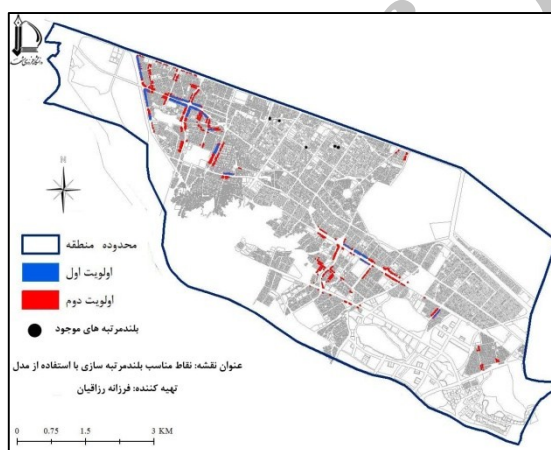 N
محدوده منطقه
اولویت اول
اولویت دوم
بلندمرتبه های موجود
عنوان نقشه: نقاط مناسب بلندمرتبه سازی با استفاده از مدل
تهیه کننده: فرزانه رزاقیان
0 0.75 1.5 3 KM